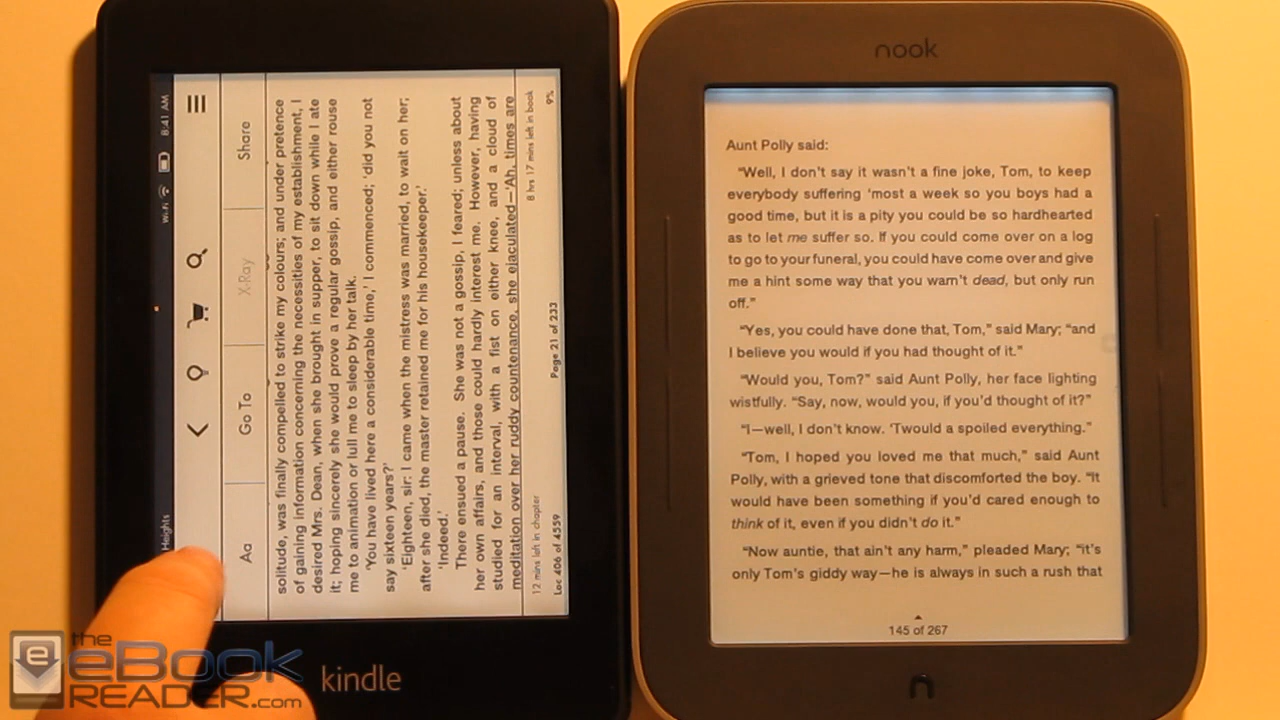 Heights
Wi-Fi
8:41 AM
Aa
Go To
X-Ray
Share
solitude, was finally compelled to strike my colours; and under pretence
of gaining information concerning the necessities of my establishment, I
desired Mrs. Dean, when she brought in supper, to sit down while I ate
it; hoping sincerely she would prove a regular gossip, and either rouse
me to animation or lull me to sleep by her talk.
‘You have lived here a considerable time,’ I commenced; ‘did you not
say sixteen years?’
‘Eighteen, sir: I came when the mistress was married, to wait on her;
after she died, the master retained me for his housekeeper.’
‘Indeed.’
There ensued a pause. She was not a gossip, I feared; unless about
her own affairs, and those could hardly interest me. However, having
studied for an interval, with a fist on either knee, and a cloud of
meditation over her ruddy countenance, she ejaculated—‘Ah, times are
12 mins left in chapter
8 hrs 17 mins left in book
Loc 406 of 4559
Page 21 of 233
9%
kindle
nook
Aunt Polly said:
“Well, I don’t say it wasn’t a fine joke, Tom, to keep
everybody suffering ’most a week so you boys had a
good time, but it is a pity you could be so hardhearted
as to let me suffer so. If you could come over on a log
to go to your funeral, you could have come over and give
me a hint some way that you warn’t dead, but only run
off.”
“Yes, you could have done that, Tom,” said Mary; “and
I believe you would if you had thought of it.”
“Would you, Tom?” said Aunt Polly, her face lighting
wistfully. “Say, now, would you, if you’d thought of it?”
“I—well, I don’t know. ’Twould a spoiled everything.”
“Tom, I hoped you loved me that much,” said Aunt
Polly, with a grieved tone that discomforted the boy. “It
would have been something if you’d cared enough to
think of it, even if you didn’t do it.”
“Now auntie, that ain’t any harm,” pleaded Mary; “it’s
only Tom’s giddy way—he is always in such a rush that
145 of 267
n
the
eBook
READER.com